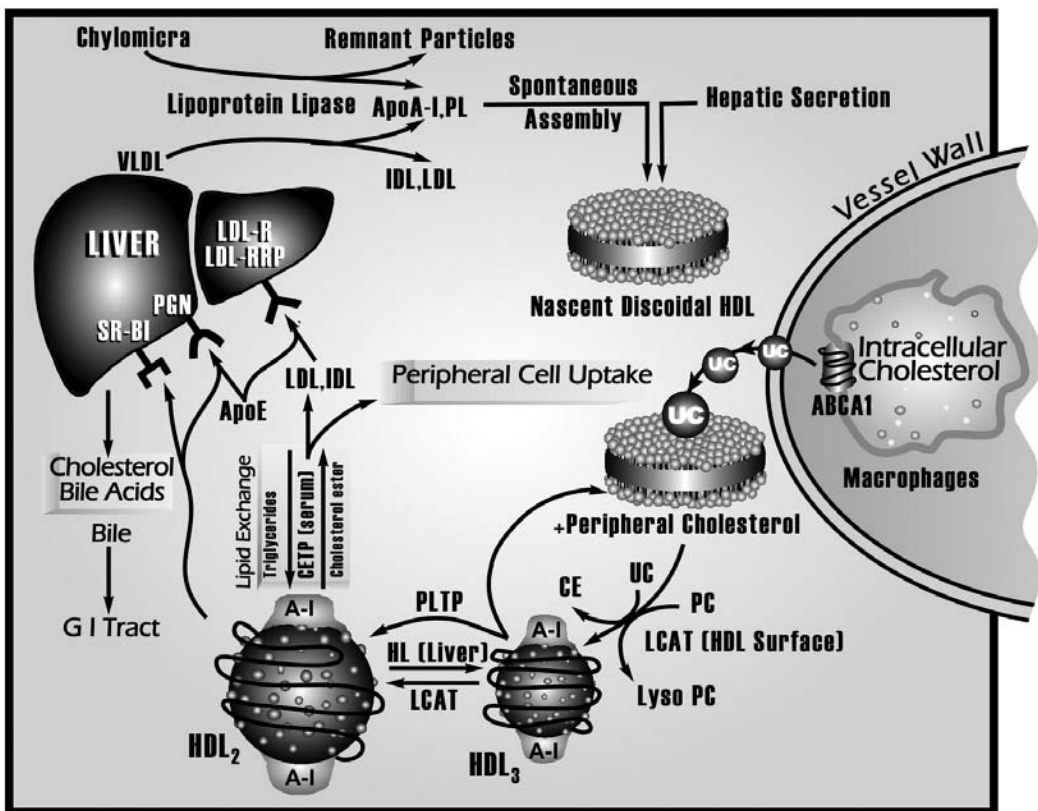 Chylomicra
Remnant Particles
Lipoprotein Lipase
ApoA-I,PL
Spontaneous
Assembly
Hepatic Secretion
VLDL
IDL,LDL
Vessel Wall
LIVER
LDL-R
LDL-RRP
PGN
SR-BI
Nascent Discoidal HDL
UC
UC
UC
Intracellular
Cholesterol
ABCA1
Macrophages
LDL,IDL
Peripheral Cell Uptake
ApoE
Cholesterol
Bile Acids
Bile
G I Tract
Lipid Exchange
Triglycerides
CETP (serum)
Cholesterol ester
+Peripheral Cholesterol
CE
UC
PC
LCAT (HDL Surface)
Lyso PC
A-I
PLTP
A-I
HL (Liver)
LCAT
HDL2
A-I
HDL3
A-I